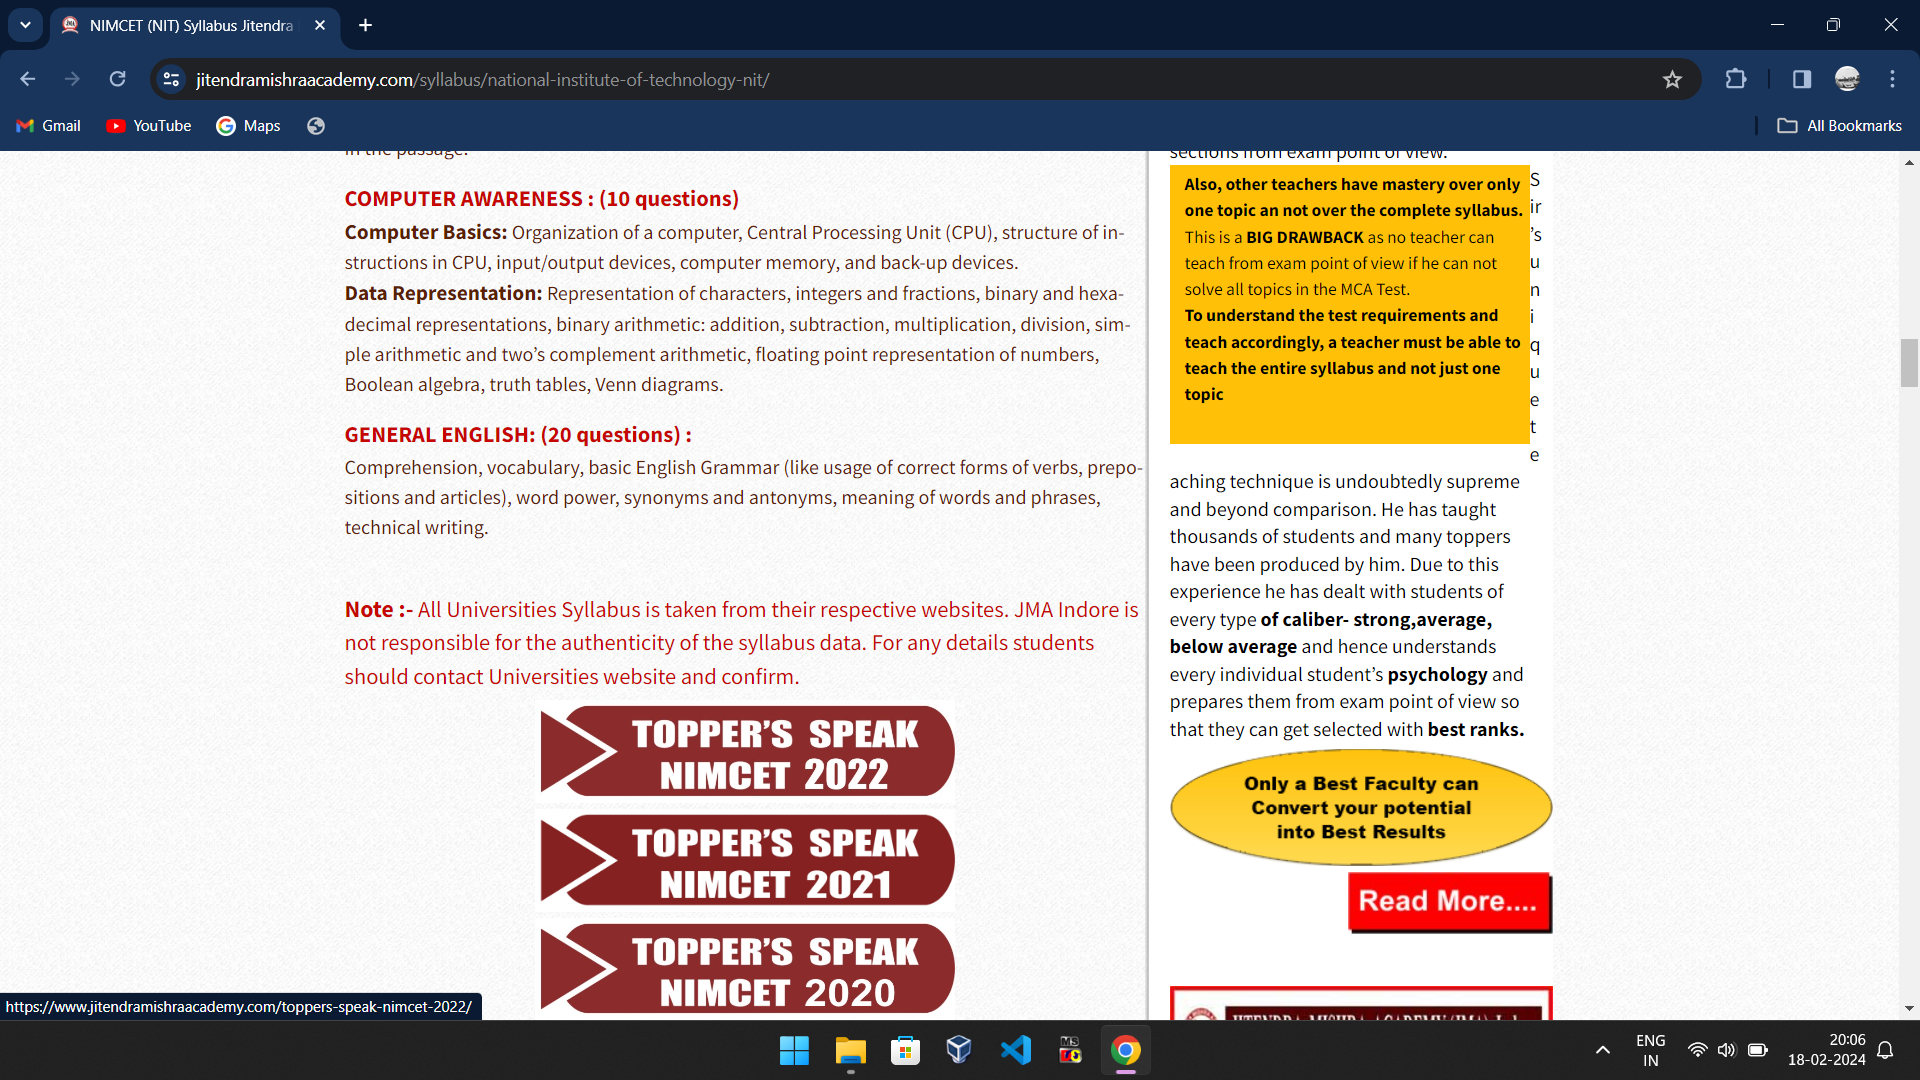 NIMCET (NIT) Syllabus Jitendra
jitendramishraacademy.com/syllabus/national-institute-of-technology-nit/
Gmail
YouTube
Maps
All Bookmarks
in the passage.
COMPUTER AWARENESS : (10 questions)
Computer Basics: Organization of a computer, Central Processing Unit (CPU), structure of in-
structions in CPU, input/output devices, computer memory, and back-up devices.
Data Representation: Representation of characters, integers and fractions, binary and hexa-
decimal representations, binary arithmetic: addition, subtraction, multiplication, division, sim-
ple arithmetic and two’s complement arithmetic, floating point representation of numbers,
Boolean algebra, truth tables, Venn diagrams.
GENERAL ENGLISH: (20 questions) :
Comprehension, vocabulary, basic English Grammar (like usage of correct forms of verbs, prepo-
sitions and articles), word power, synonyms and antonyms, meaning of words and phrases,
technical writing.
Note :- All Universities Syllabus is taken from their respective websites. JMA Indore is
not responsible for the authenticity of the syllabus data. For any details students
should contact Universities website and confirm.
TOPPER’S SPEAK
NIMCET 2022
TOPPER’S SPEAK
NIMCET 2021
TOPPER’S SPEAK
NIMCET 2020
sections from exam point of view.
Also, other teachers have mastery over only
one topic an not over the complete syllabus.
This is a BIG DRAWBACK as no teacher can
teach from exam point of view if he can not
solve all topics in the MCA Test.
To understand the test requirements and
teach accordingly, a teacher must be able to
teach the entire syllabus and not just one
topic
S
ir
’s
u
n
i
q
u
e
t
e
aching technique is undoubtedly supreme
and beyond comparison. He has taught
thousands of students and many toppers
have been produced by him. Due to this
experience he has dealt with students of
every type of caliber- strong,average,
below average and hence understands
every individual student’s psychology and
prepares them from exam point of view so
that they can get selected with best ranks.
Only a Best Faculty can
Convert your potential
into Best Results
Read More....
JITENDRA MISHRA ACADEMY (JMA)
https://www.jitendramishraacademy.com/toppers-speak-nimcet-2022/
ENG
IN
20:06
18-02-2024